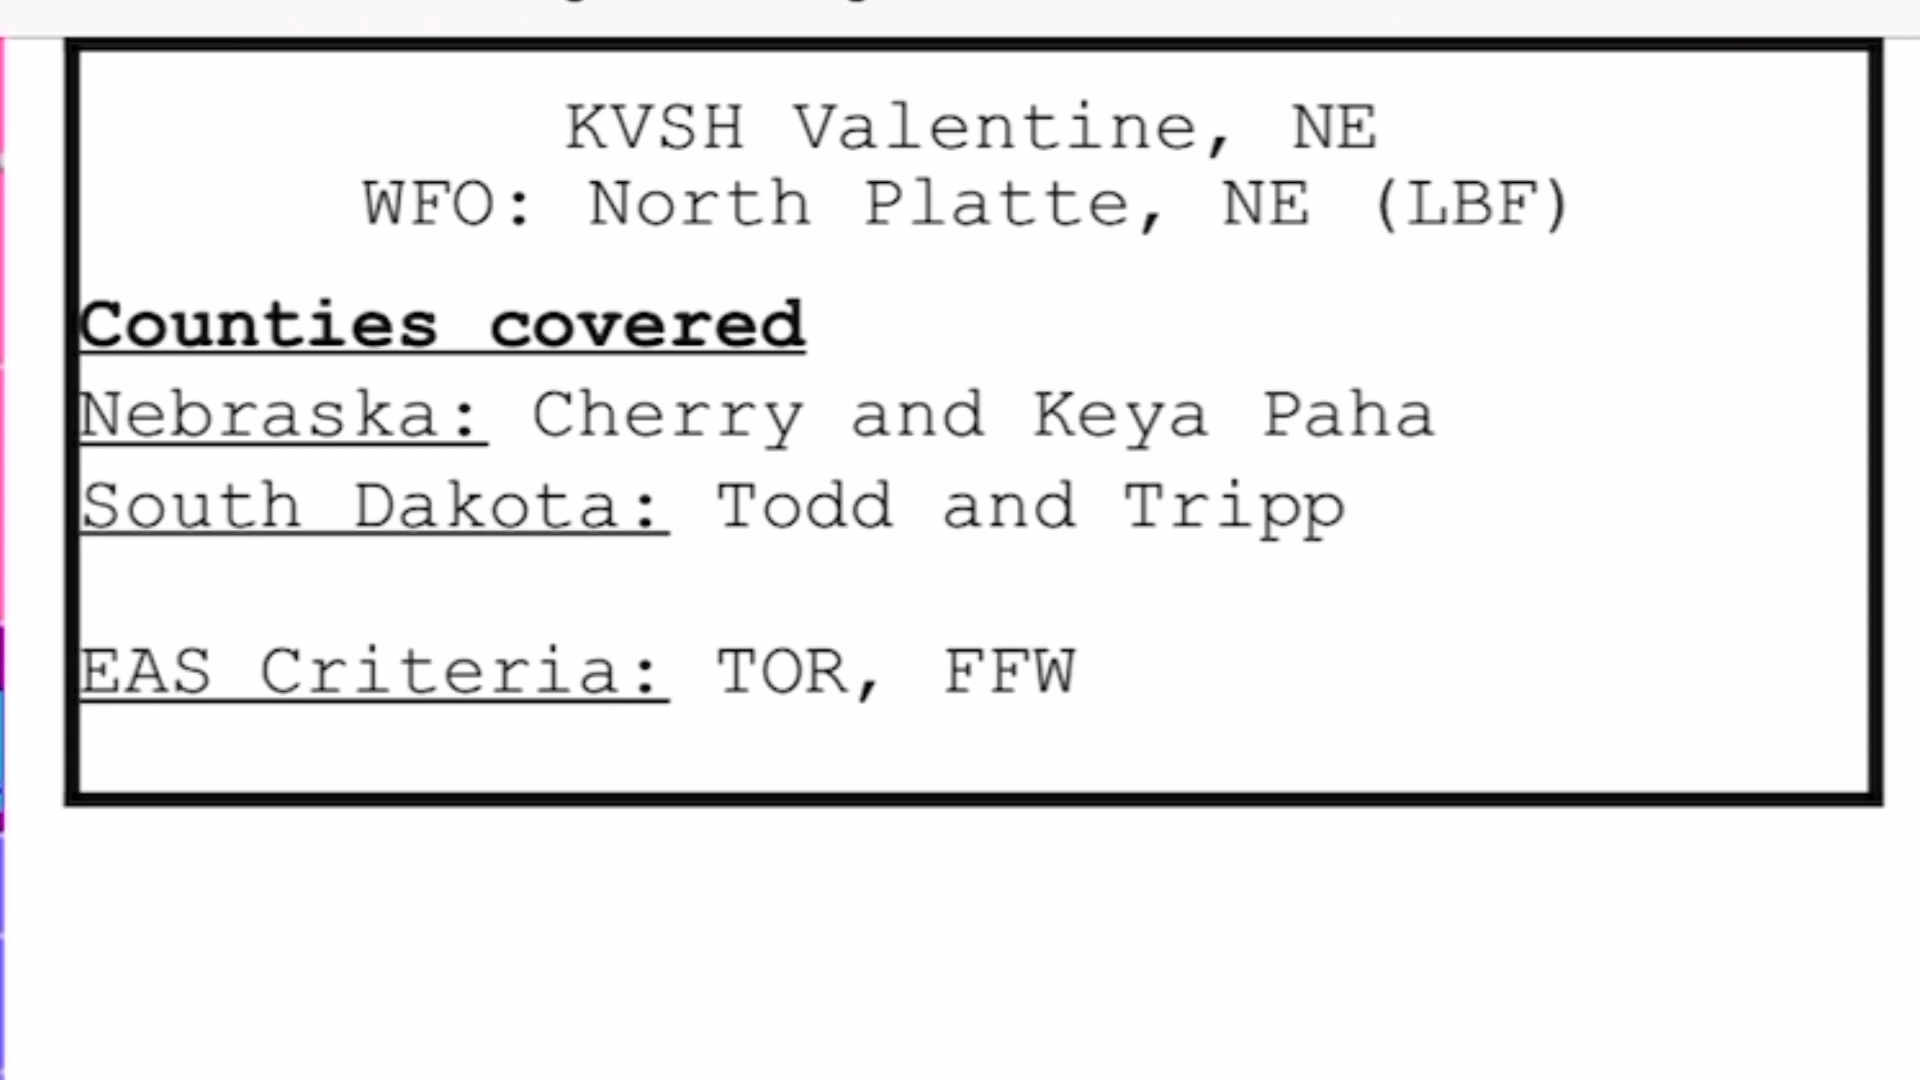 KVSH Valentine, NE
WFO: North Platte, NE (LBF)
Counties covered
Nebraska: Cherry and Keya Paha
South Dakota: Todd and Tripp
EAS Criteria: TOR, FFW